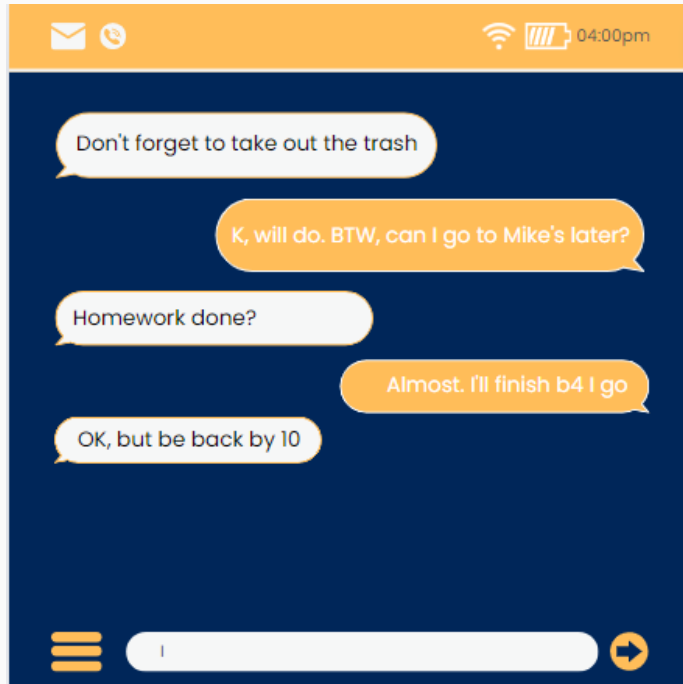 04:00pm
Don't forget to take out the trash
K, will do. BTW, can I go to Mike's later?
Homework done?
Almost. I'll finish b4 I go
OK, but be back by 10